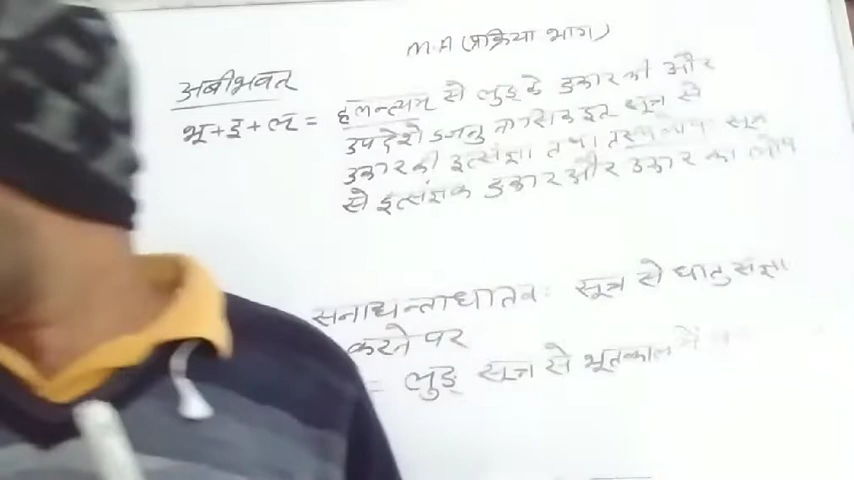 M.A (प्रक्रिया भाग)
अबीभवत्
भू+इ+ल् = हलन्त्यम् से लुङ् के ङकार की और
उपदेशेऽजनुनासिक इत् सूत्र से
उकार की इत्संज्ञा तथा तस्य लोपः सूत्र
से इत्संज्ञक ङकार और उकार का लोप
सनाद्यन्ताधातवः सूत्र से धातु संज्ञा
करने पर
= लुङ् सूत्र से भूतकाल में